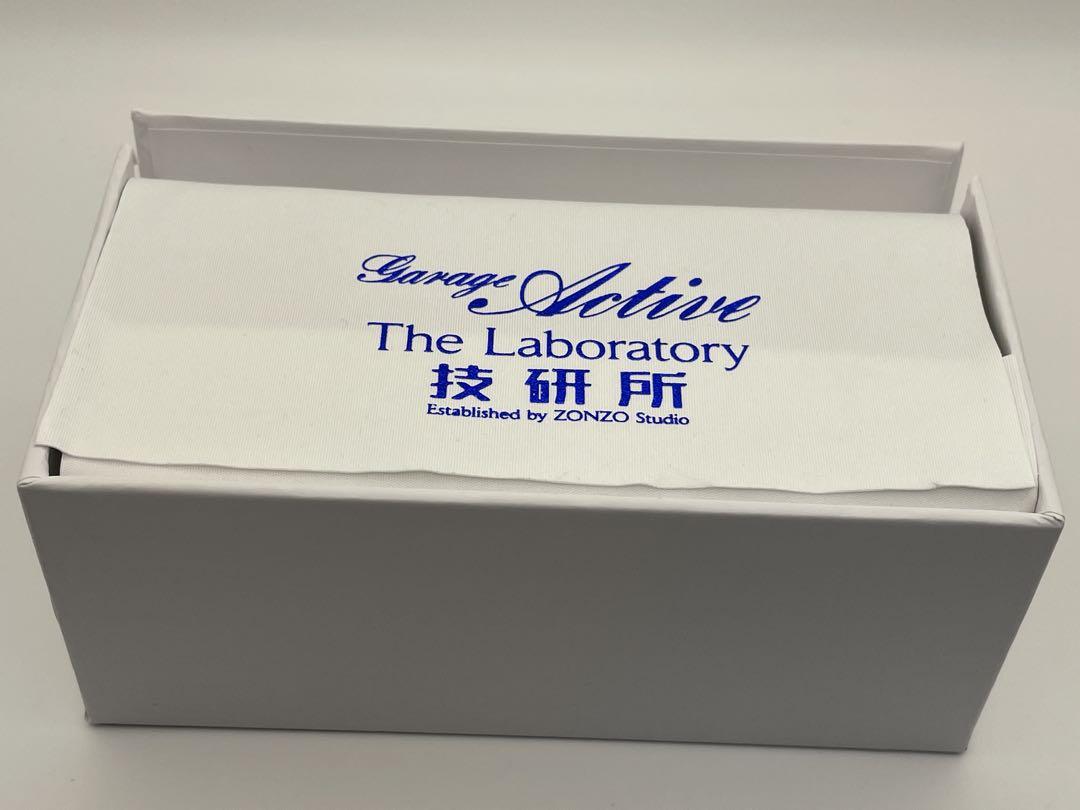 Garage Active
The Laboratory
技研所
Established by ZONZO Studio